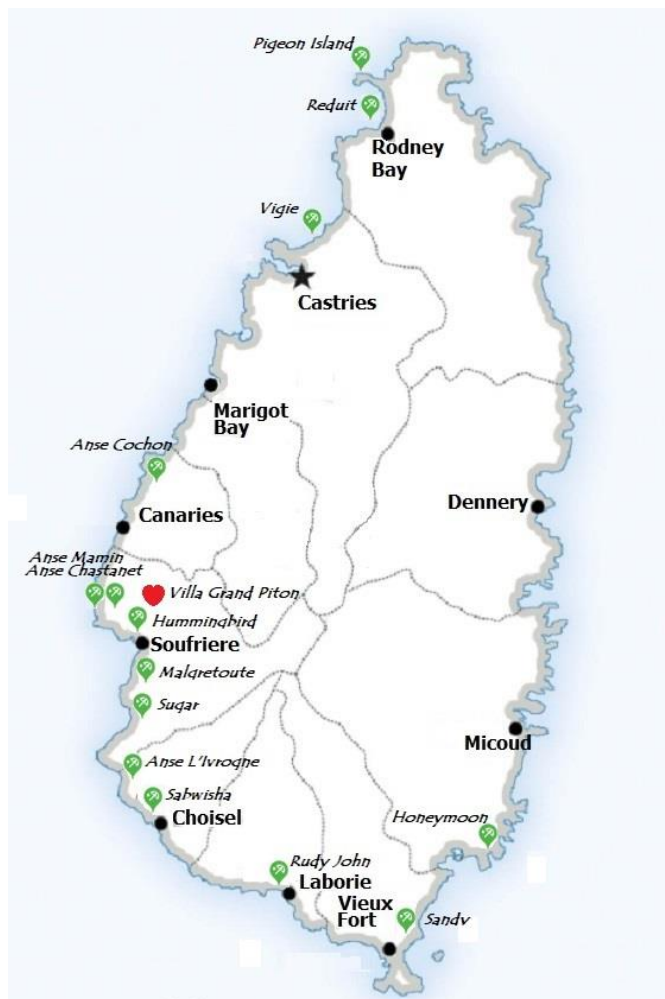 Pigeon Island
Reduit
Rodney
Bay
Vigie
Castries
Marigot
Bay
Anse Cochon
Dennery
Canaries
Anse Mamin
Anse Chastanet
Villa Grand Piton
Hummingbird
Soufriere
Malgretoute
Sugar
Micoud
Anse L'Ivrogne
Sabwisha
Choisel
Honeymoon
Rudy John
Laborie
Vieux
Fort
Sandy